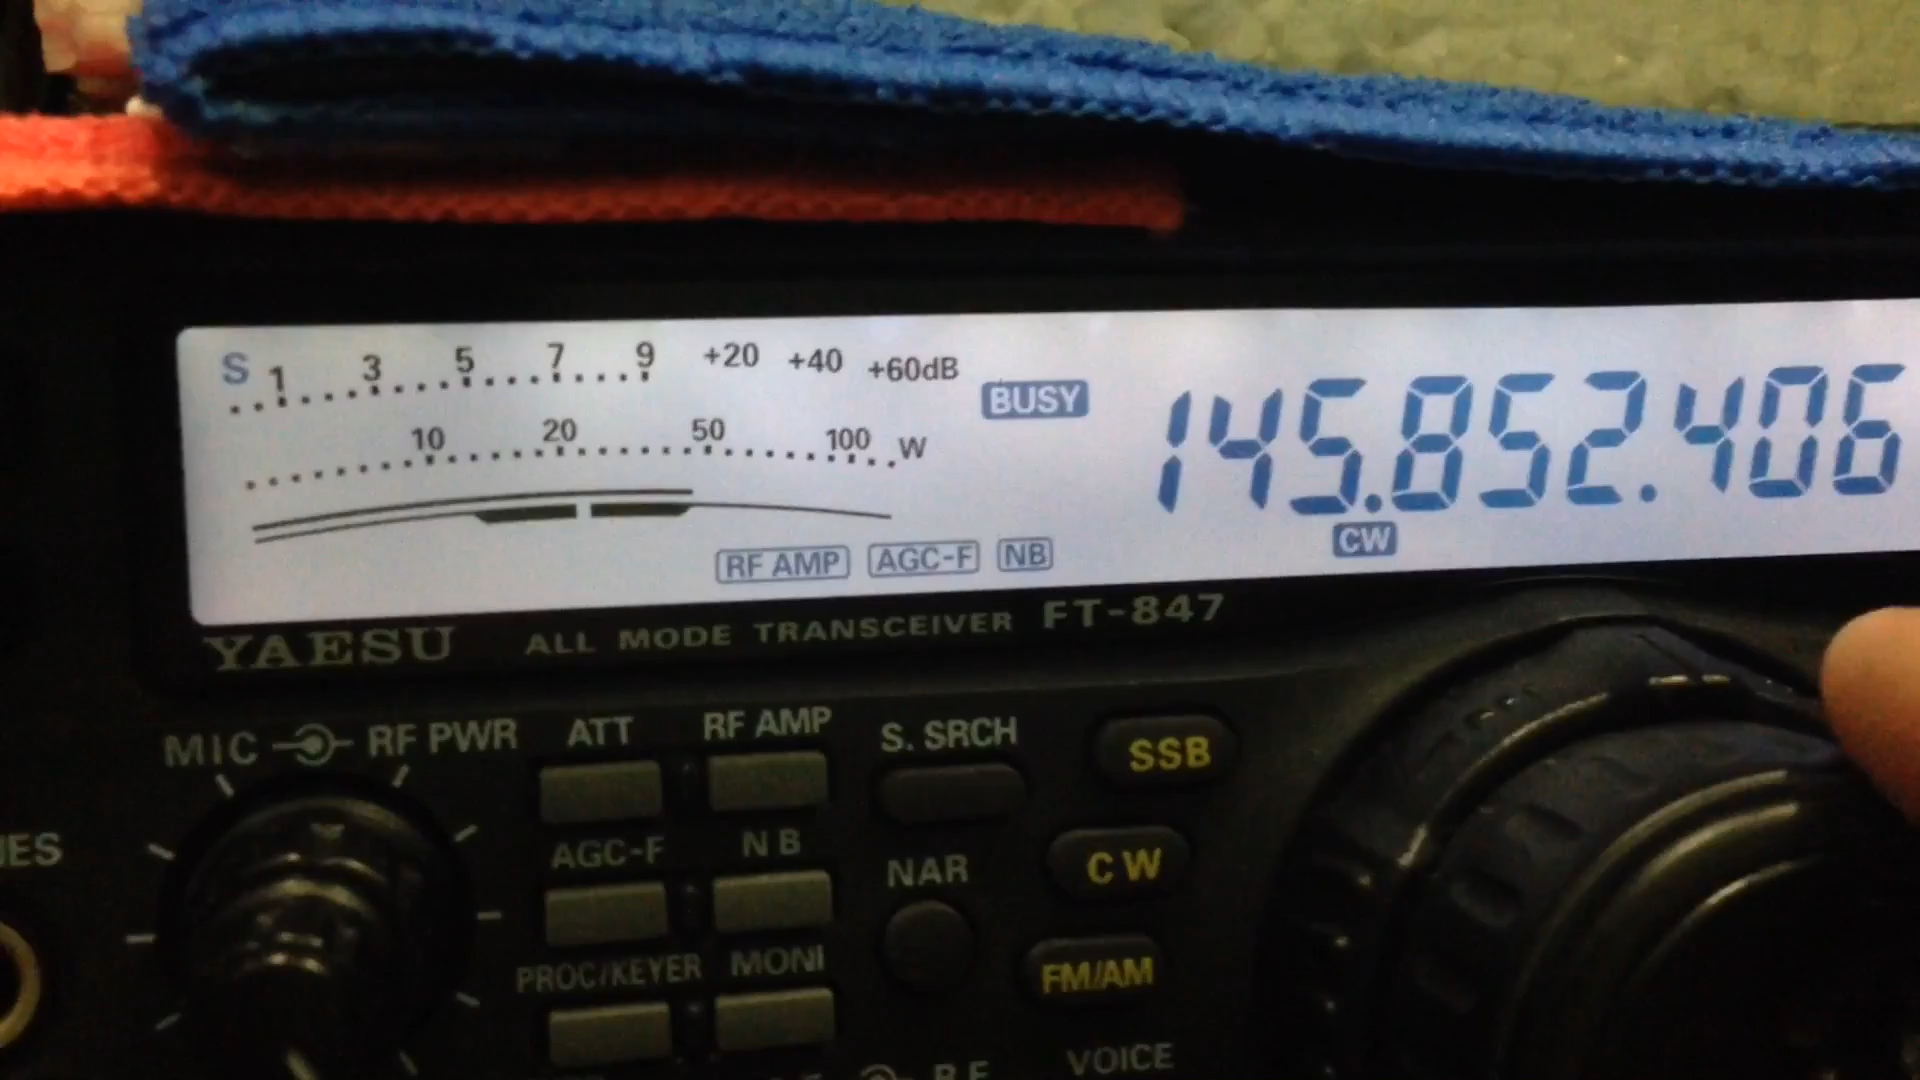 S 1 3 5 7 9 +20 +40 +60dB
BUSY 145.852.406
10 20 50 100 W
CW
RF AMP AGC-F NB
YAESU ALL MODE TRANSCEIVER FT-847
MIC RF PWR ATT RF AMP S. SRCH SSB
AGC-F NB NAR CW
PROC/KEYER MONI FM/AM
VOICE
RF